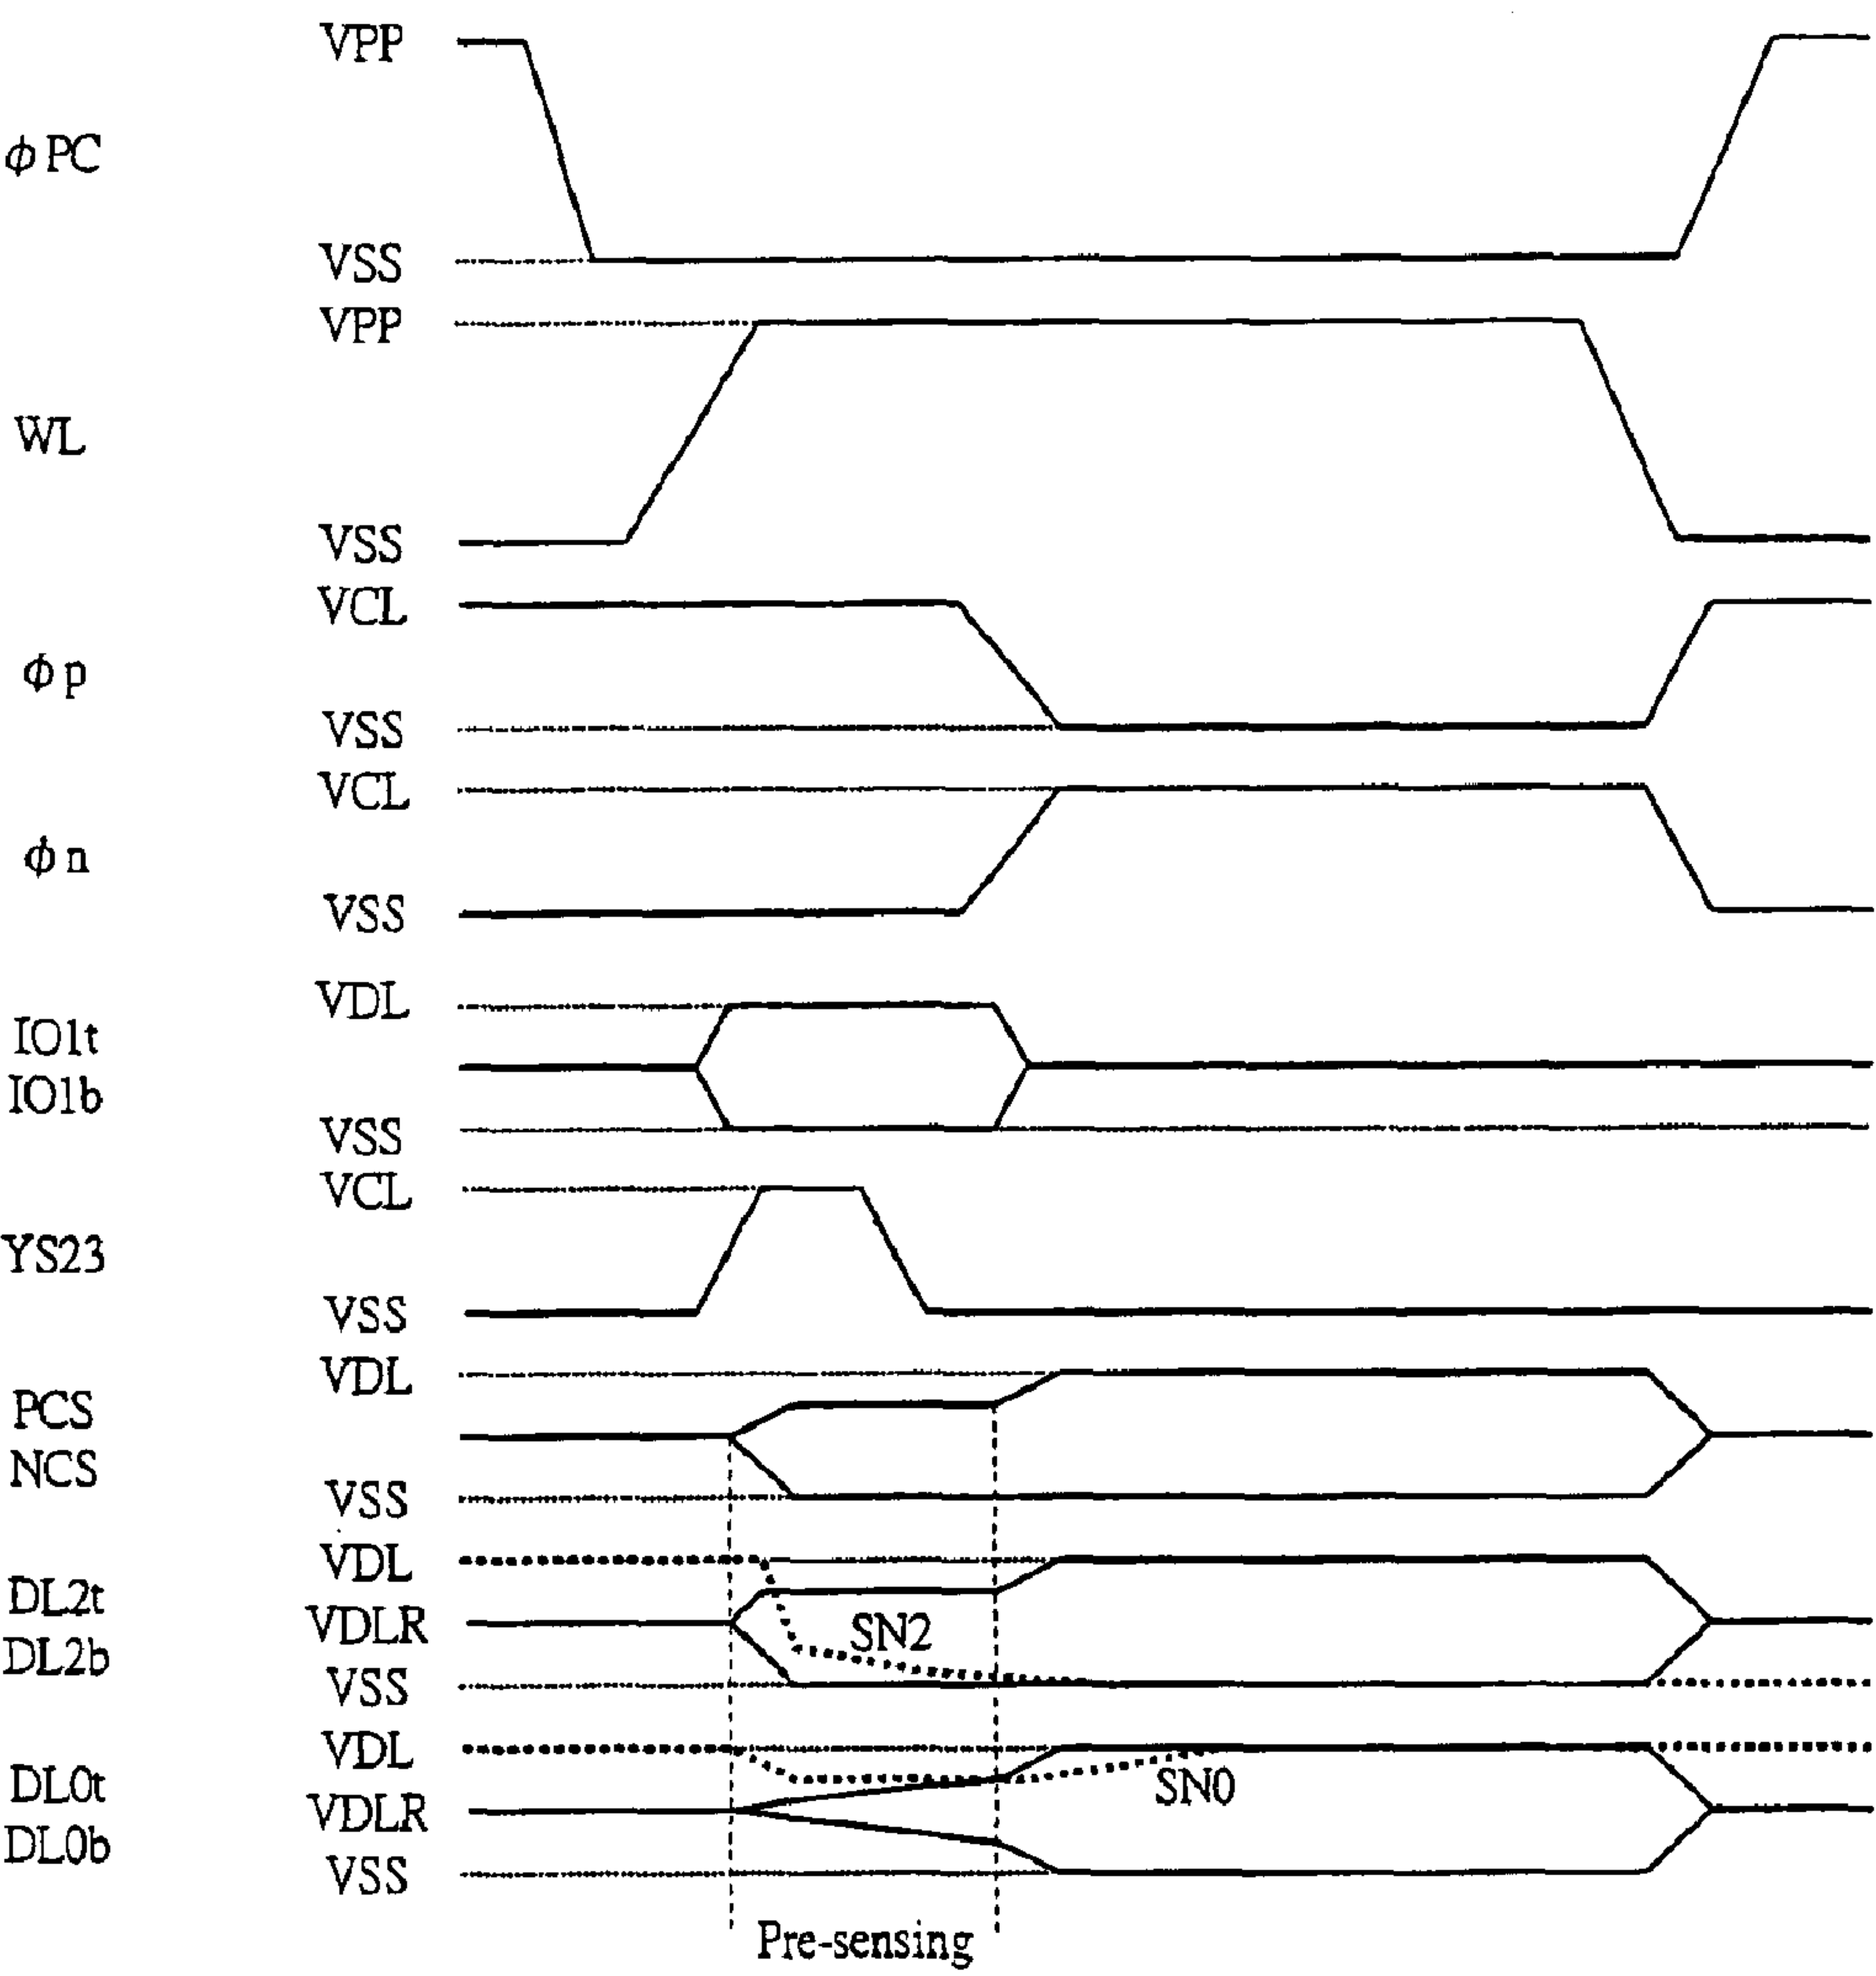 VPP
φPC
VSS
VPP
WL
VSS
VCL
φp
VSS
VCL
φn
VSS
VDL
IO1t
IO1b
VSS
VCL
YS23
VSS
VDL
PCS
NCS
VSS
VDL
DL2t
VDLR
SN2
DL2b
VSS
VDL
DL0t
SN0
VDLR
DL0b
VSS
Pre-sensing